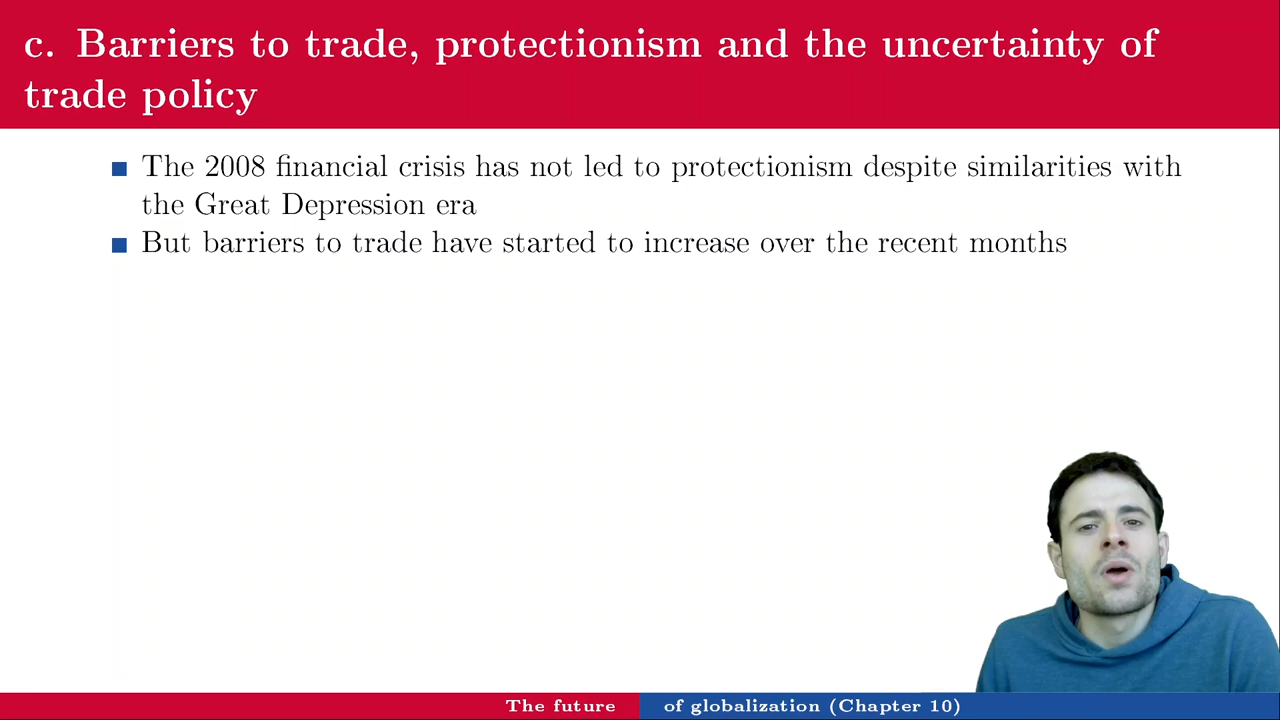 c. Barriers to trade, protectionism and the uncertainty of
trade policy
The 2008 financial crisis has not led to protectionism despite similarities with
the Great Depression era
But barriers to trade have started to increase over the recent months
The future of globalization (Chapter 10)